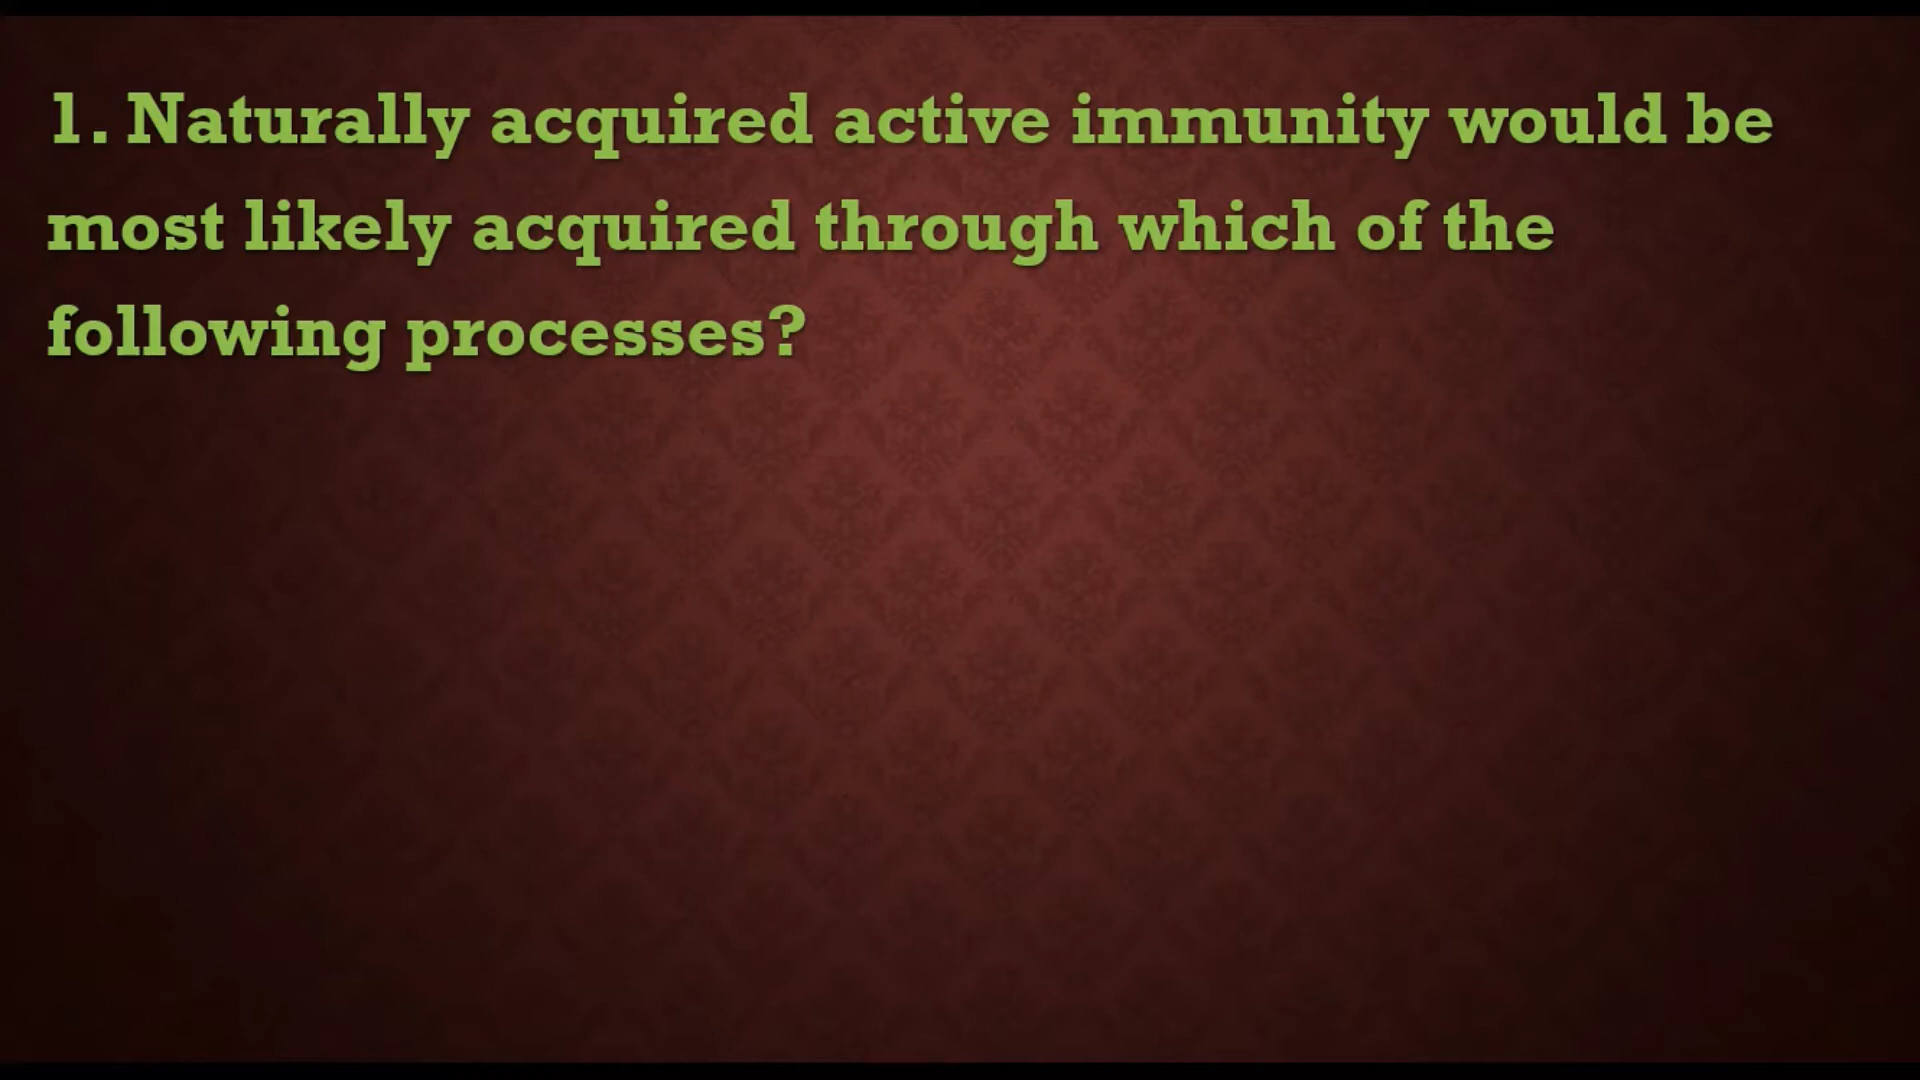 1. Naturally acquired active immunity would be
most likely acquired through which of the
following processes?